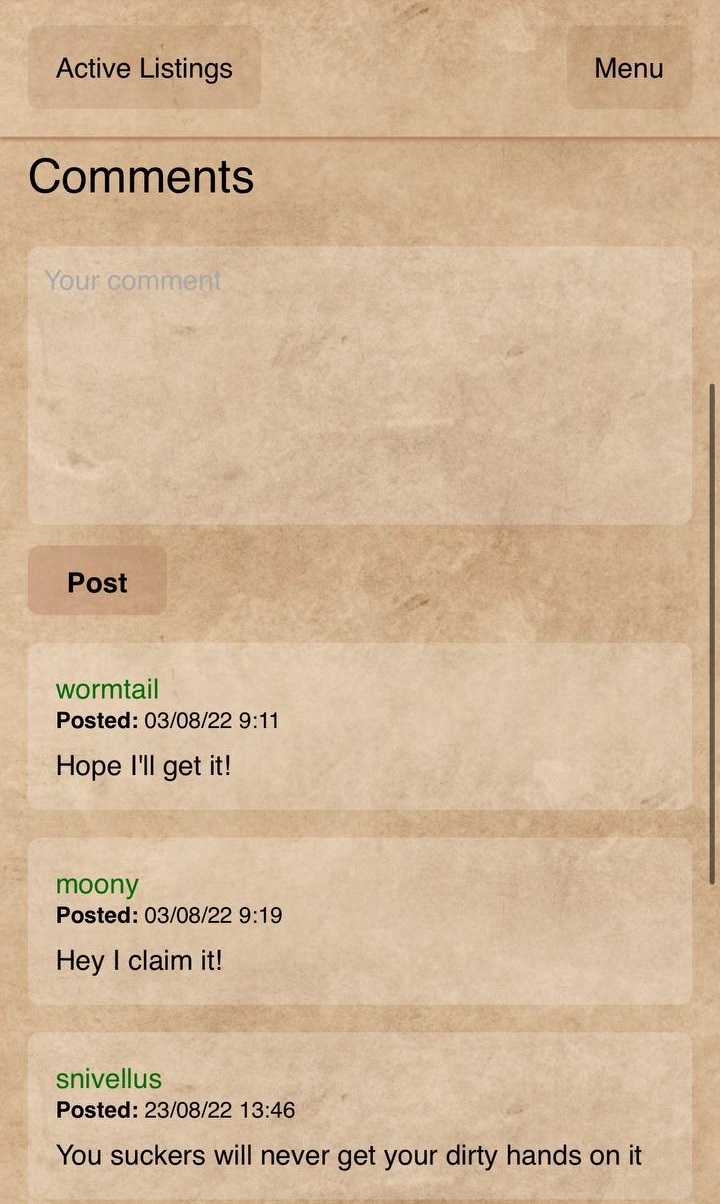 Active Listings
Menu
Comments
Your comment
Post
wormtail
Posted: 03/08/22 9:11
Hope I'll get it!
moony
Posted: 03/08/22 9:19
Hey I claim it!
snivellus
Posted: 23/08/22 13:46
You suckers will never get your dirty hands on it